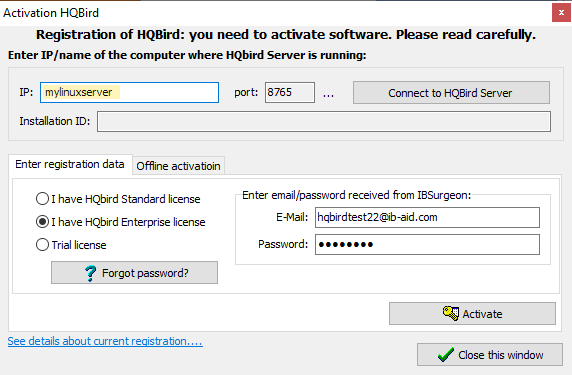 Activation HQBird
Registration of HQBird: you need to activate software. Please read carefully.
Enter IP/name of the computer where HQbird Server is running:
IP: mylinuxserver port: 8765 ... Connect to HQBird Server
Installation ID:
Enter registration data Offline activatioin
I have HQbird Standard license
I have HQbird Enterprise license
Trial license
? Forgot password?
Enter email/password received from IBSurgeon:
E-Mail: hqbirdtest22@ib-aid.com
Password: ●●●●●●●●
Activate
See details about current registration....
Close this window